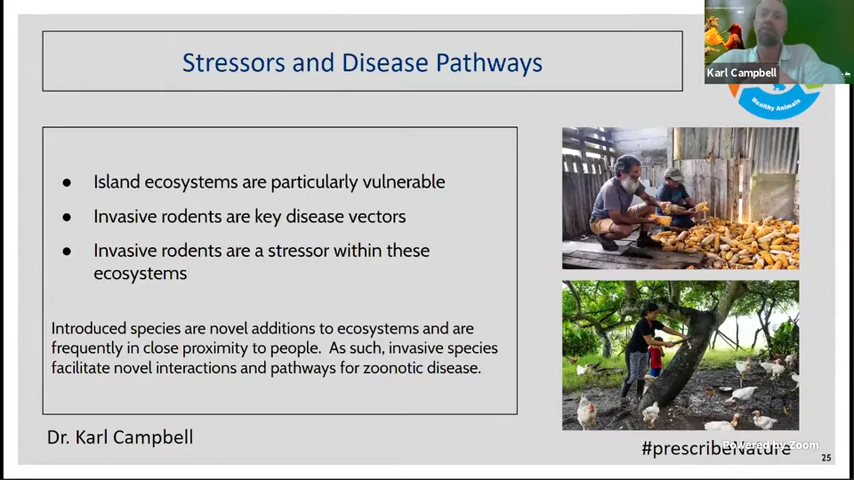 Stressors and Disease Pathways
Karl Campbell
Healthy Animals
● Island ecosystems are particularly vulnerable
● Invasive rodents are key disease vectors
● Invasive rodents are a stressor within these
ecosystems
Introduced species are novel additions to ecosystems and are
frequently in close proximity to people. As such, invasive species
facilitate novel interactions and pathways for zoonotic disease.
Dr. Karl Campbell
#prescribeNature
Powered by Zoom
25